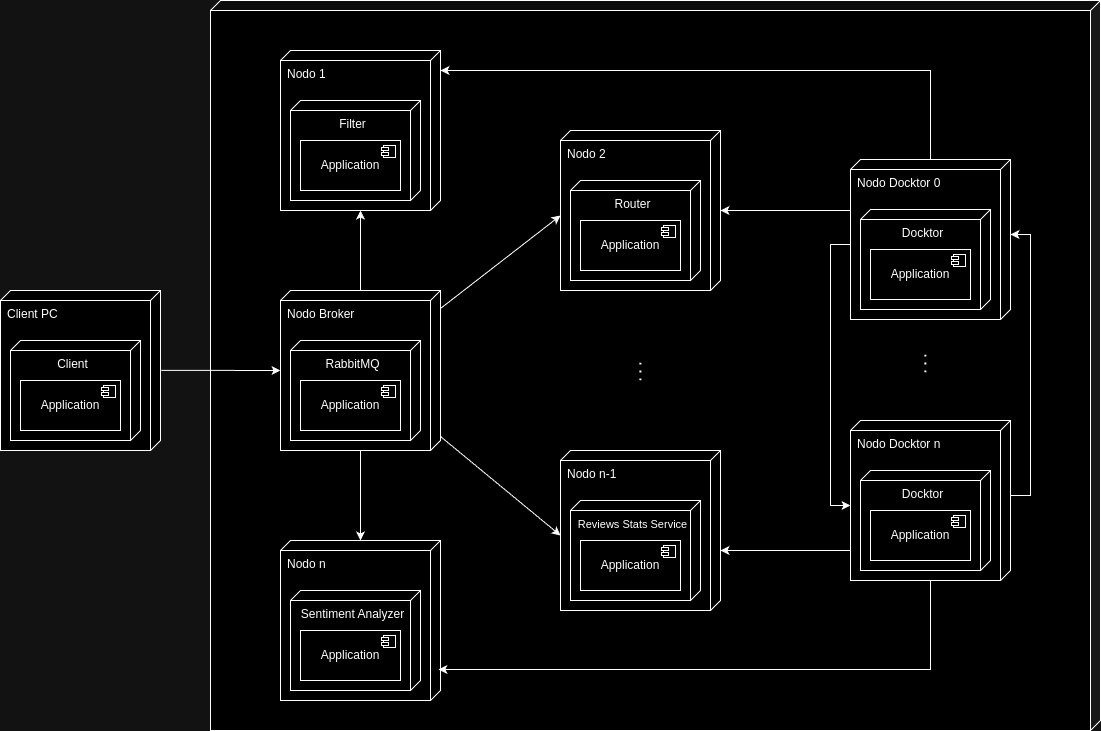 Nodo 1
Filter
Application
Nodo 2
Router
Application
Nodo Docktor 0
Docktor
Application
Client PC
Client
Application
Nodo Broker
RabbitMQ
Application
Nodo n-1
Reviews Stats Service
Application
Nodo Docktor n
Docktor
Application
Nodo n
Sentiment Analyzer
Application